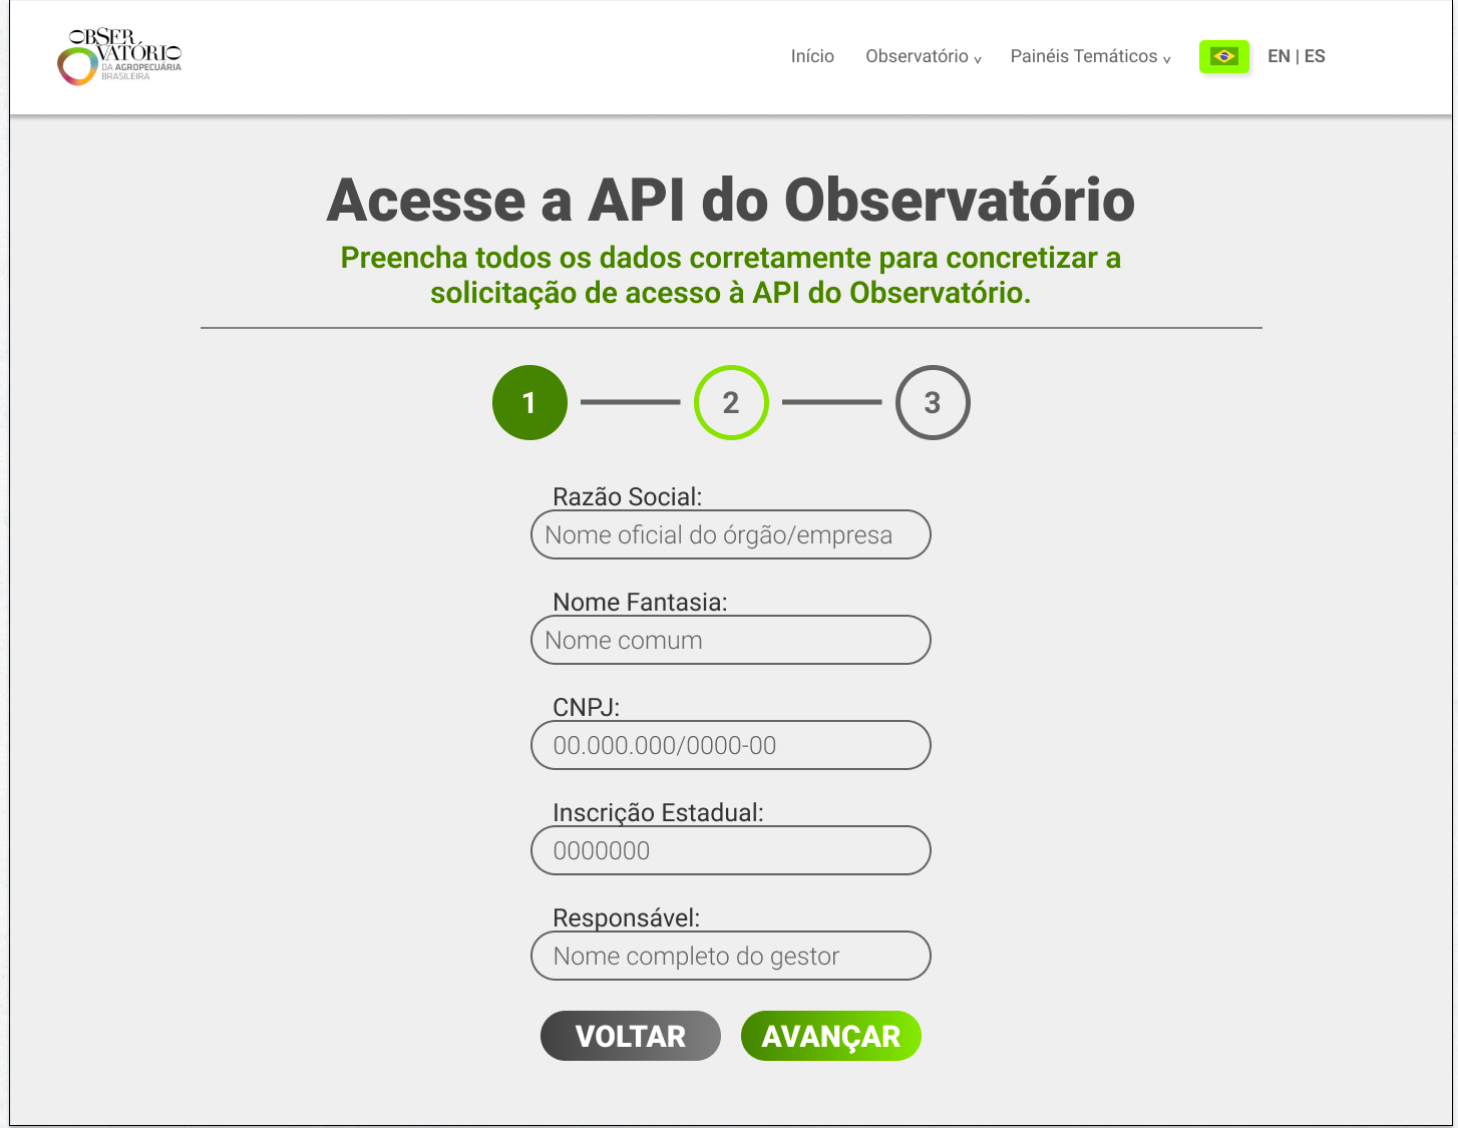 OBSER
VATÓRIO
DA AGROPECUÁRIA
BRASILEIRA
Início Observatório v Painéis Temáticos v EN | ES
Acesse a API do Observatório
Preencha todos os dados corretamente para concretizar a
solicitação de acesso à API do Observatório.
1 2 3
Razão Social:
Nome oficial do órgão/empresa
Nome Fantasia:
Nome comum
CNPJ:
00.000.000/0000-00
Inscrição Estadual:
0000000
Responsável:
Nome completo do gestor
VOLTAR AVANÇAR